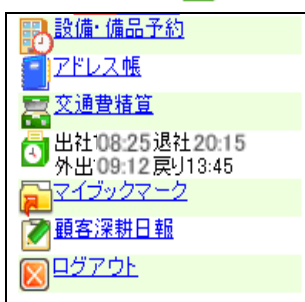 設備・備品予約
アドレス帳
交通費精算
出社08:25退社20:15
外出09:12戻り13:45
マイブックマーク
顧客深耕日報
ログアウト